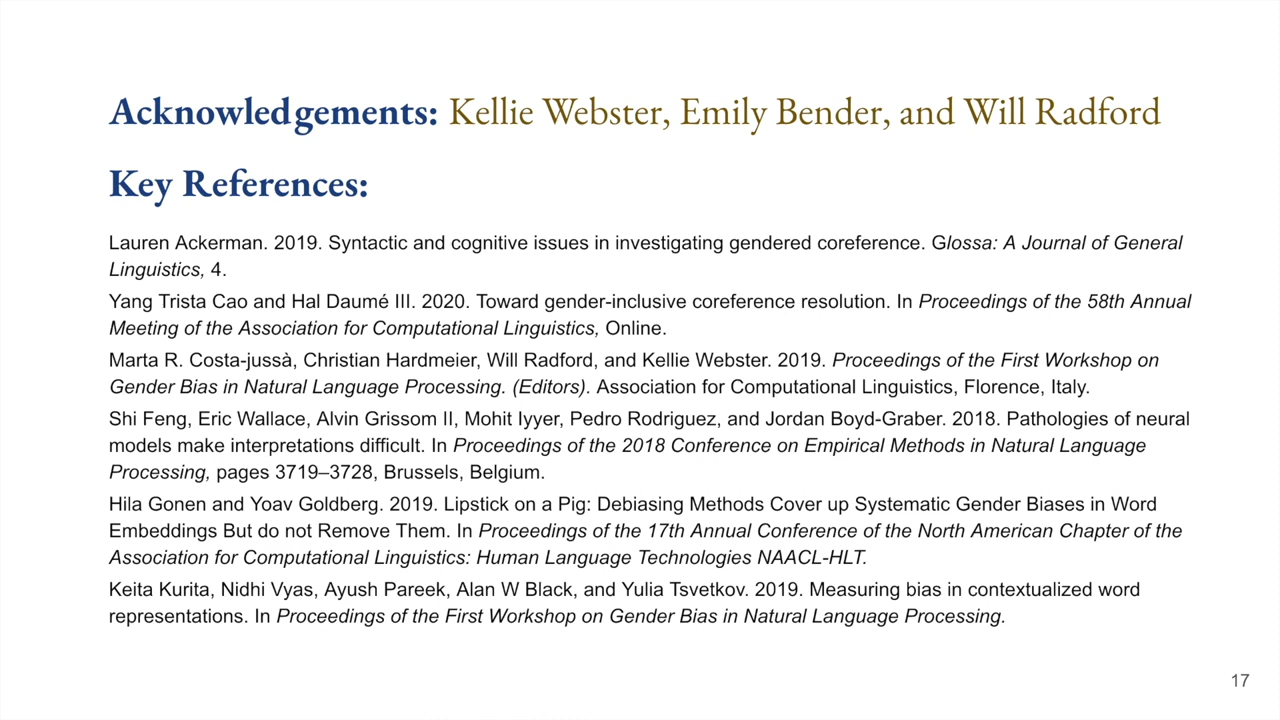 Acknowledgements: Kellie Webster, Emily Bender, and Will Radford
Key References:
Lauren Ackerman. 2019. Syntactic and cognitive issues in investigating gendered coreference. Glossa: A Journal of General
Linguistics, 4.
Yang Trista Cao and Hal Daumé III. 2020. Toward gender-inclusive coreference resolution. In Proceedings of the 58th Annual
Meeting of the Association for Computational Linguistics, Online.
Marta R. Costa-jussà, Christian Hardmeier, Will Radford, and Kellie Webster. 2019. Proceedings of the First Workshop on
Gender Bias in Natural Language Processing. (Editors). Association for Computational Linguistics, Florence, Italy.
Shi Feng, Eric Wallace, Alvin Grissom II, Mohit Iyyer, Pedro Rodriguez, and Jordan Boyd-Graber. 2018. Pathologies of neural
models make interpretations difficult. In Proceedings of the 2018 Conference on Empirical Methods in Natural Language
Processing, pages 3719–3728, Brussels, Belgium.
Hila Gonen and Yoav Goldberg. 2019. Lipstick on a Pig: Debiasing Methods Cover up Systematic Gender Biases in Word
Embeddings But do not Remove Them. In Proceedings of the 17th Annual Conference of the North American Chapter of the
Association for Computational Linguistics: Human Language Technologies NAACL-HLT.
Keita Kurita, Nidhi Vyas, Ayush Pareek, Alan W Black, and Yulia Tsvetkov. 2019. Measuring bias in contextualized word
representations. In Proceedings of the First Workshop on Gender Bias in Natural Language Processing.
17